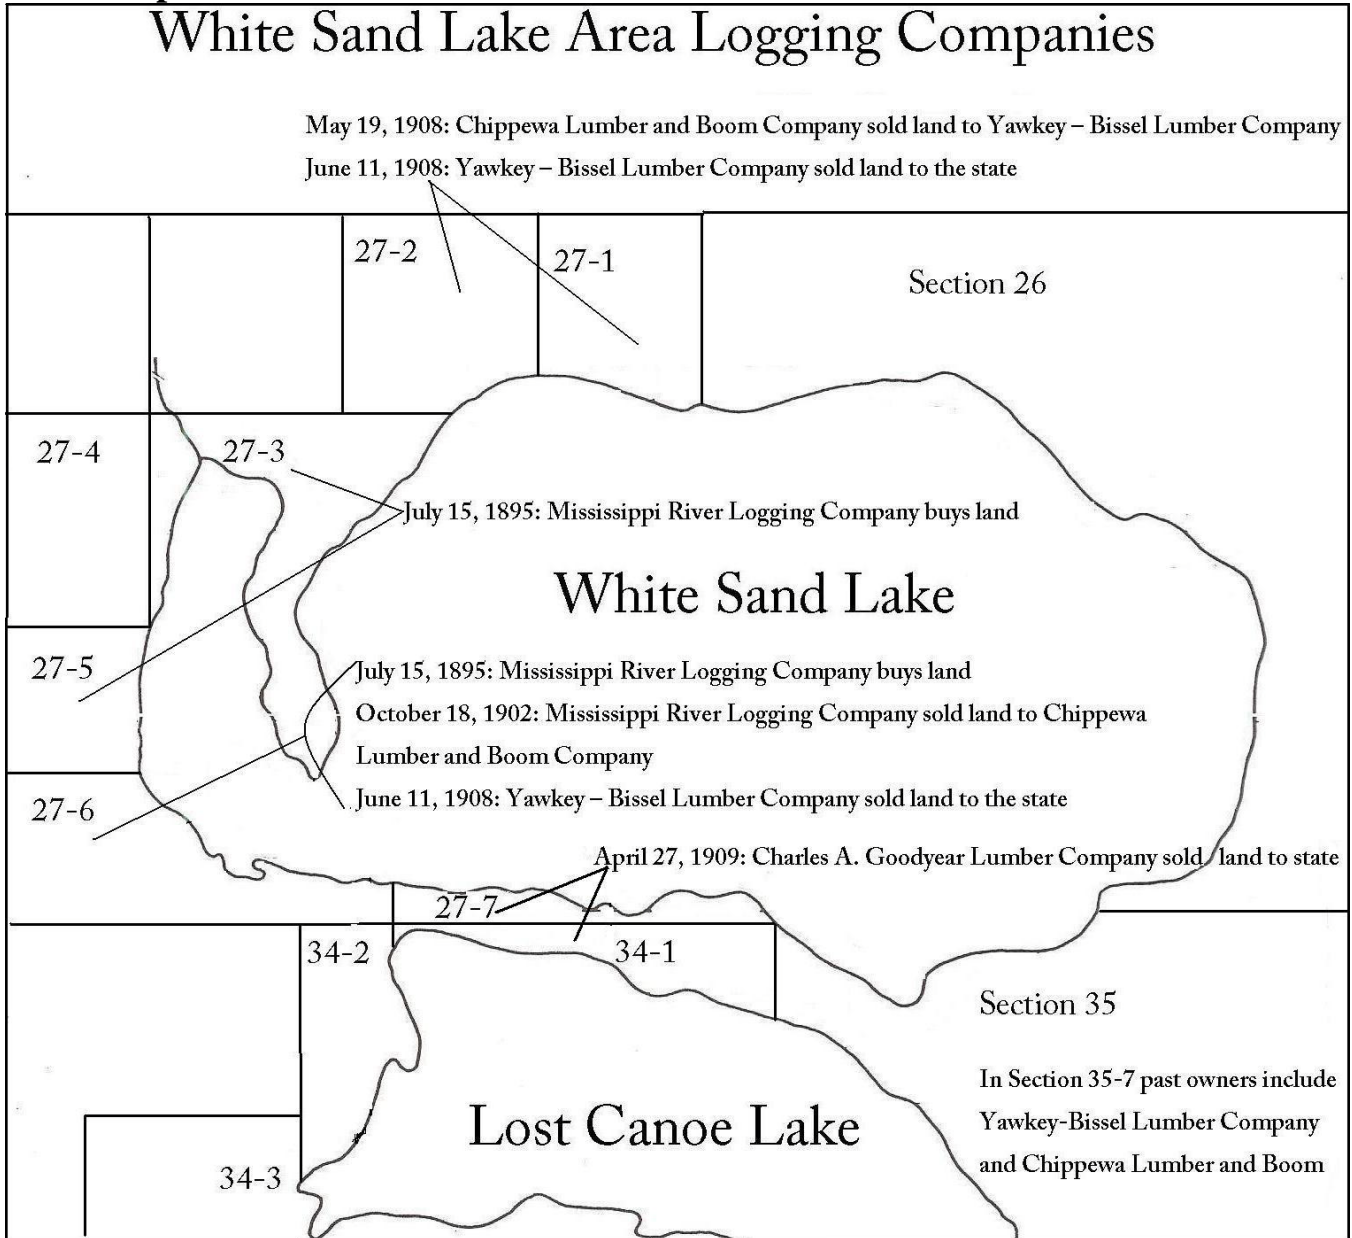 White Sand Lake Area Logging Companies
May 19, 1908: Chippewa Lumber and Boom Company sold land to Yawkey – Bissel Lumber Company
June 11, 1908: Yawkey – Bissel Lumber Company sold land to the state
27-2
27-1
Section 26
27-4
27-3
July 15, 1895: Mississippi River Logging Company buys land
White Sand Lake
27-5
July 15, 1895: Mississippi River Logging Company buys land
October 18, 1902: Mississippi River Logging Company sold land to Chippewa
Lumber and Boom Company
June 11, 1908: Yawkey – Bissel Lumber Company sold land to the state
27-6
April 27, 1909: Charles A. Goodyear Lumber Company sold land to state
27-7
34-2
34-1
Section 35
In Section 35-7 past owners include
Yawkey-Bissel Lumber Company
and Chippewa Lumber and Boom
Lost Canoe Lake
34-3